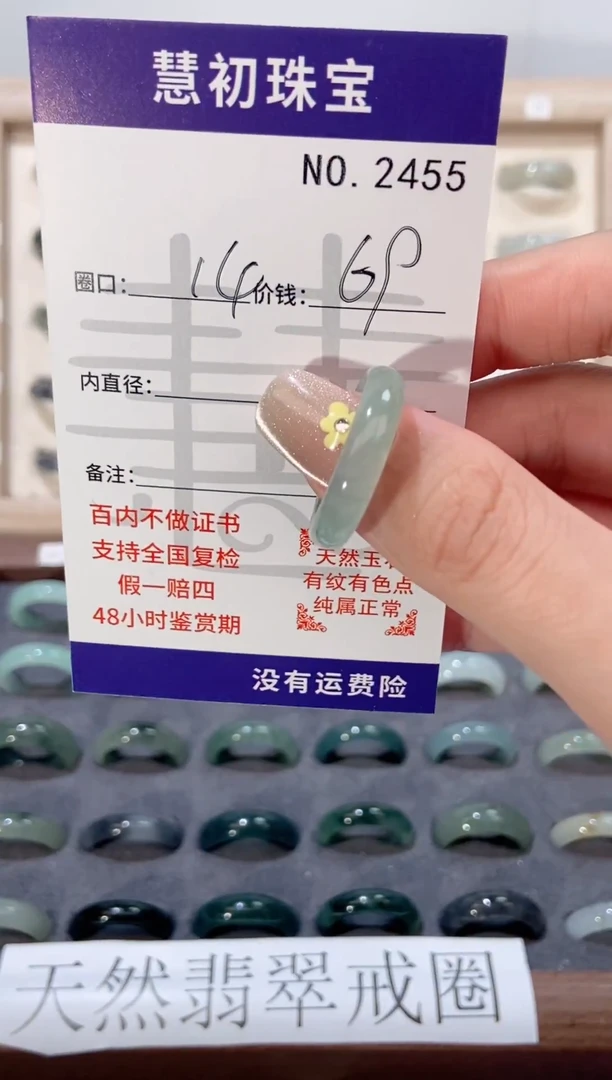 慧初珠宝
NO. 2455
圈口: 14 价钱:
内直径:
备注:
百内不做证书
支持全国复检
假一赔四
48小时鉴赏期
天然玉
有纹有色点
纯属正常
没有运费险
天然翡翠戒圈